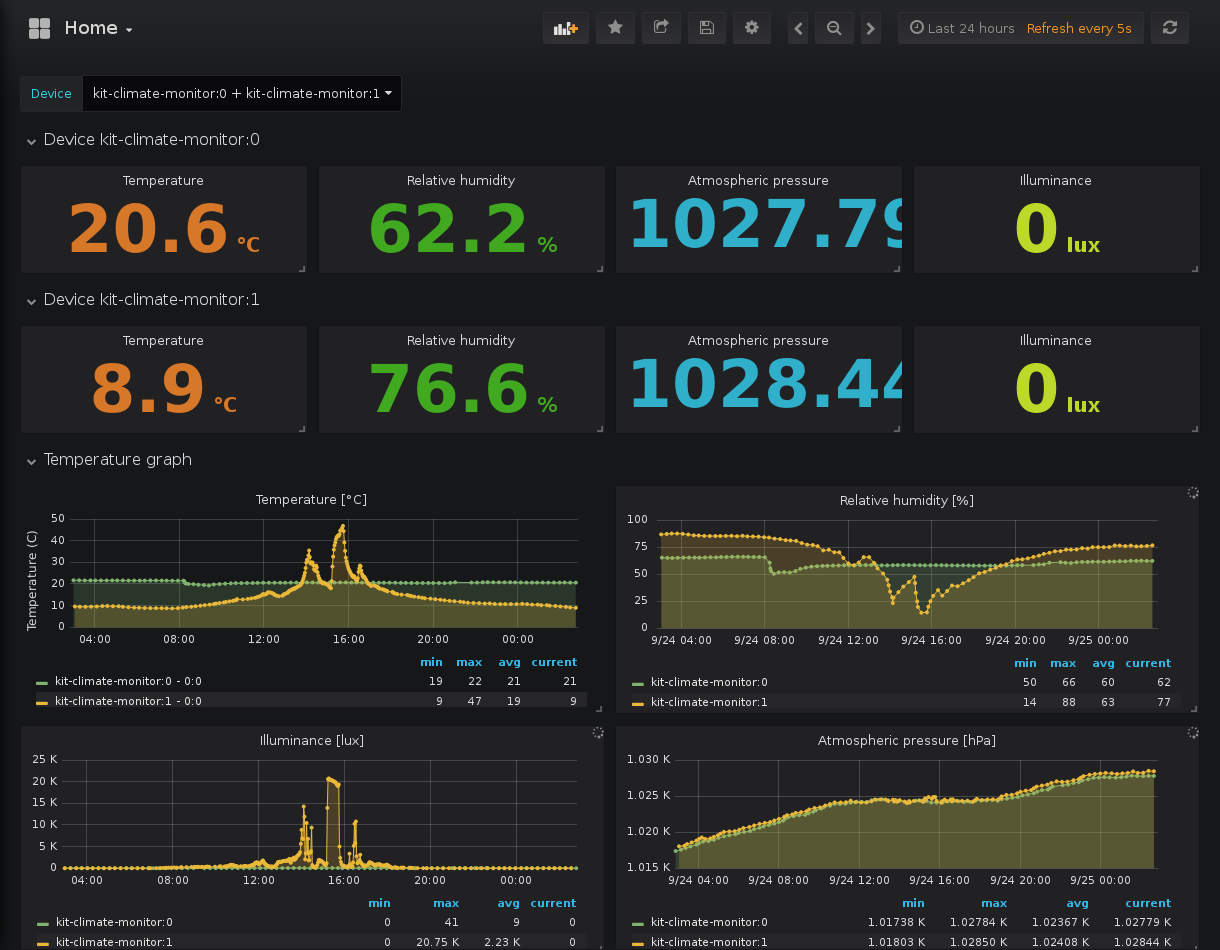 Home
Last 24 hours Refresh every 5s
Device kit-climate-monitor:0 + kit-climate-monitor:1
Device kit-climate-monitor:0
Temperature Relative humidity Atmospheric pressure Illuminance
20.6 °C 62.2 % 1027.79 0 lux
Device kit-climate-monitor:1
Temperature Relative humidity Atmospheric pressure Illuminance
8.9 °C 76.6 % 1028.44 0 lux
Temperature graph
Temperature [°C]
Temperature (C)
50
40
30
20
10
0
04:00 08:00 12:00 16:00 20:00 00:00
min max avg current
kit-climate-monitor:0 - 0:0 19 22 21 21
kit-climate-monitor:1 - 0:0 9 47 19 9
Relative humidity [%]
100
75
50
25
0
9/24 04:00 9/24 08:00 9/24 12:00 9/24 16:00 9/24 20:00 9/25 00:00
min max avg current
kit-climate-monitor:0 50 66 60 62
kit-climate-monitor:1 14 88 63 77
Illuminance [lux]
25 K
20 K
15 K
10 K
5 K
0
04:00 08:00 12:00 16:00 20:00 00:00
min max avg current
kit-climate-monitor:0 0 41 9 0
kit-climate-monitor:1 0 20.75 K 2.23 K 0
Atmospheric pressure [hPa]
1.030 K
1.025 K
1.020 K
1.015 K
9/24 04:00 9/24 08:00 9/24 12:00 9/24 16:00 9/24 20:00 9/25 00:00
min max avg current
kit-climate-monitor:0 1.01738 K 1.02784 K 1.02367 K 1.02779 K
kit-climate-monitor:1 1.01803 K 1.02850 K 1.02408 K 1.02844 K